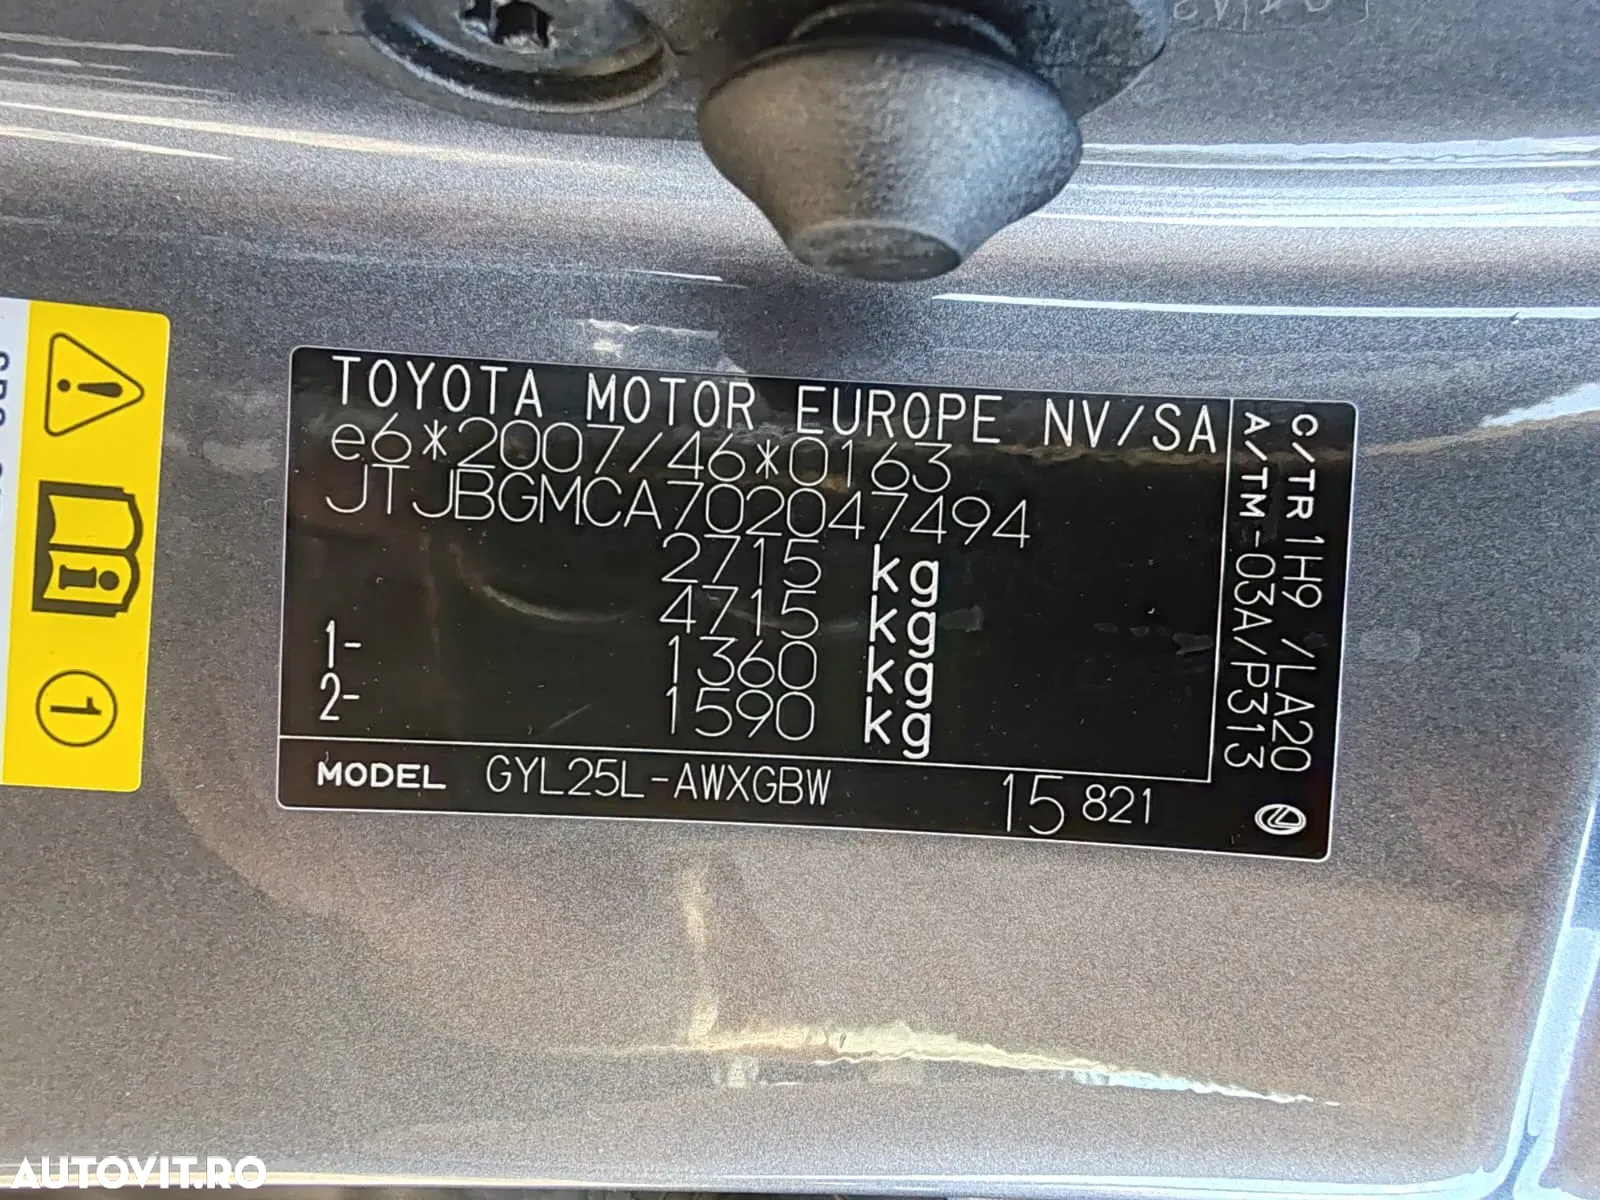 TOYOTA MOTOR EUROPE NV/SA
e6*2007/46*0163
JTJBGMCA702047494
2715 kg
4715 kg
1- 1360 kg
2- 1590 kg
MODEL GYL25L-AWXGBW 15 821
C/TR 1H9 /LA20
A/TM -03A/P313
1
AUTOVIT.RO